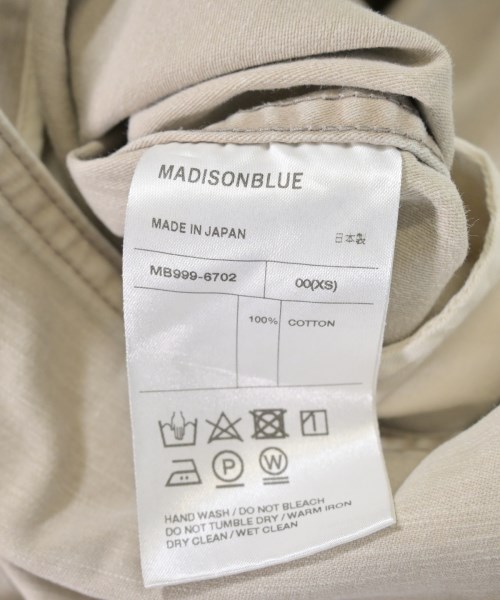 MADISONBLUE
MADE IN JAPAN 日本製
MB999-6702 00(XS)
100% COTTON
P W
HAND WASH / DO NOT BLEACH
DO NOT TUMBLE DRY / WARM IRON
DRY CLEAN / WET CLEAN